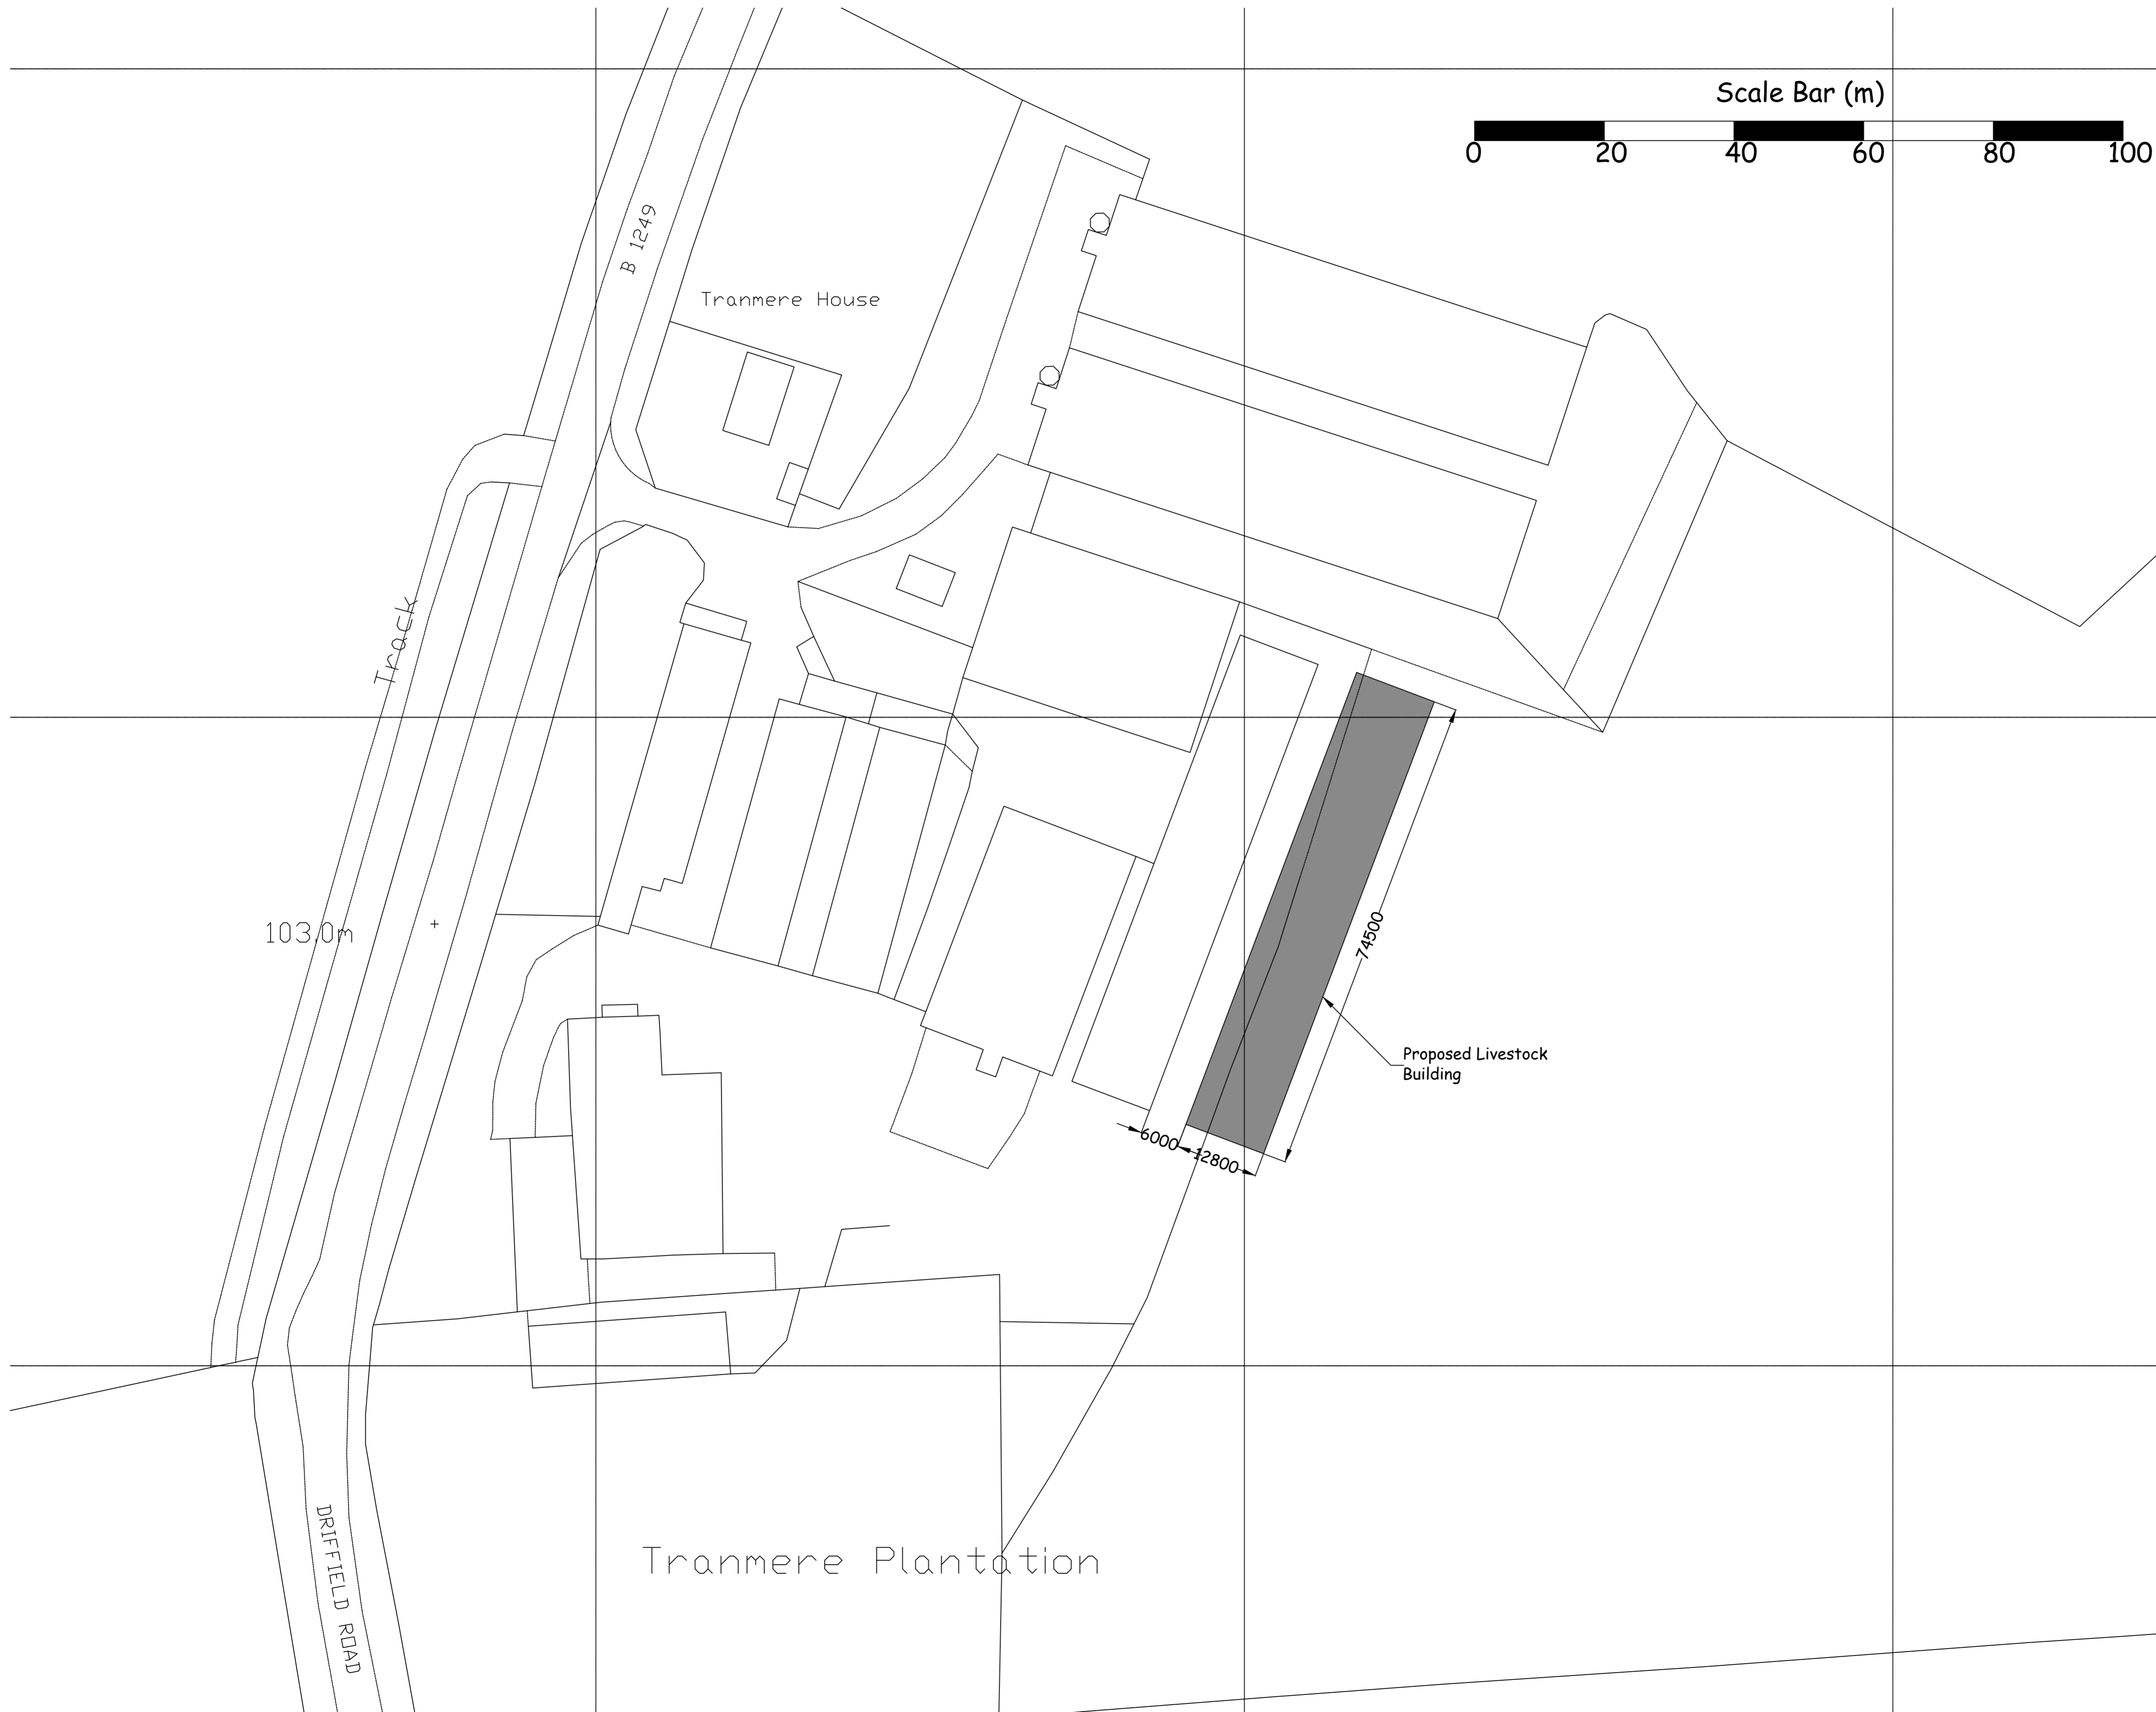 Scale Bar (m)
0 20 40 60 80 100
B 1249
Tranmere House
Track
103.0m
74500
Proposed Livestock
Building
6000
12800
DRIFFIELD ROAD
Tranmere Plantation